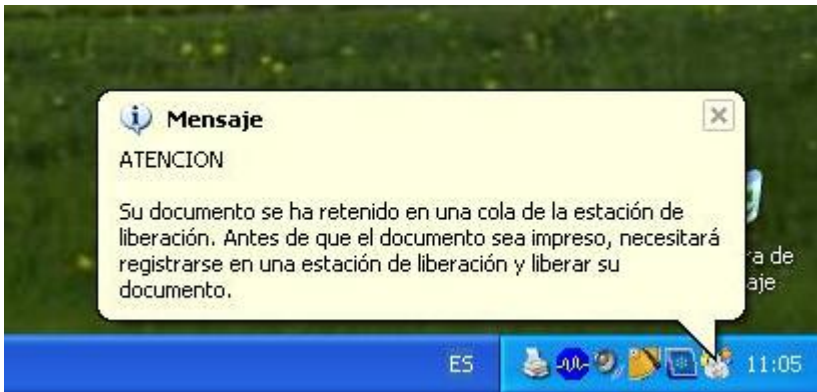 Mensaje
ATENCION
Su documento se ha retenido en una cola de la estación de
liberación. Antes de que el documento sea impreso, necesitará
registrarse en una estación de liberación y liberar su
documento.
ra de
aje
ES
11:05